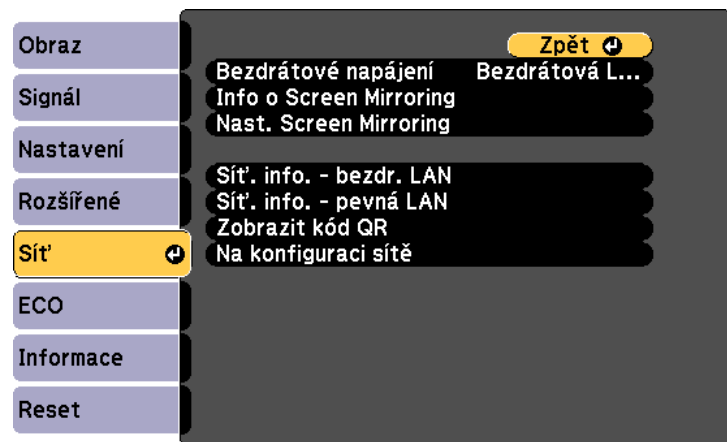 Obraz
Signál
Nastavení
Rozšířené
Síť
ECO
Informace
Reset
Zpět
Bezdrátové napájení Bezdrátová L...
Info o Screen Mirroring
Nast. Screen Mirroring
Síť. info. - bezdr. LAN
Síť. info. - pevná LAN
Zobrazit kód QR
Na konfiguraci sítě